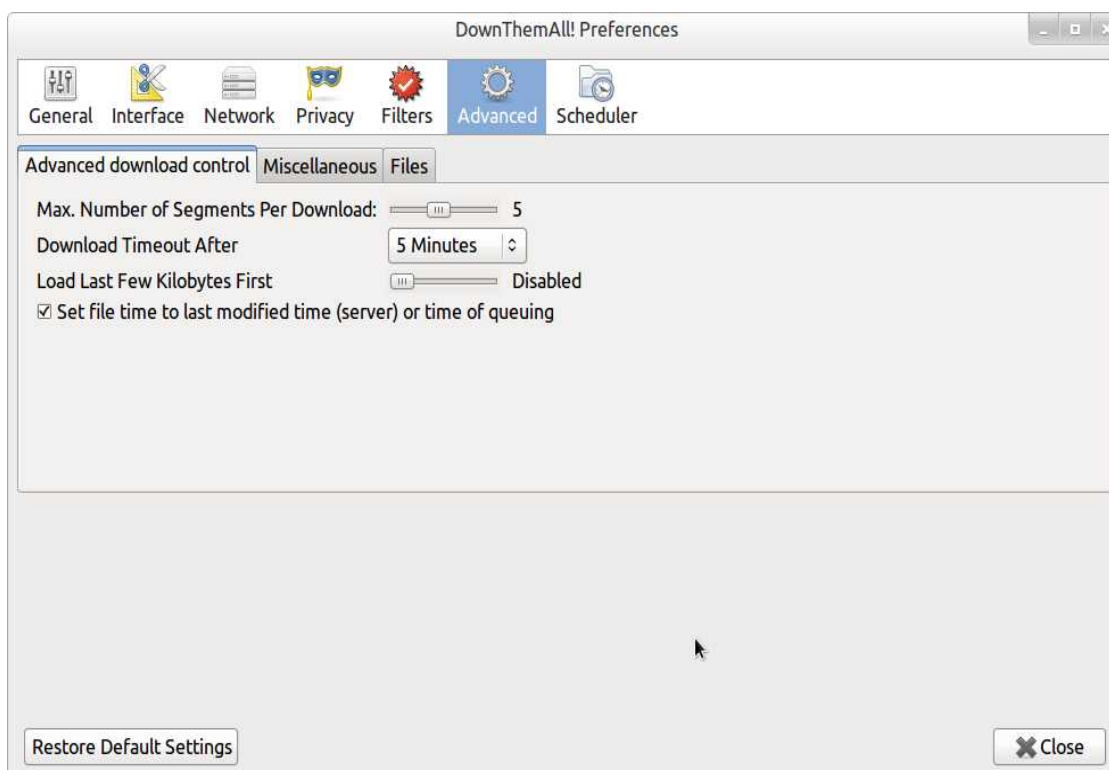 DownThemAll! Preferences
General Interface Network Privacy Filters Advanced Scheduler
Advanced download control Miscellaneous Files
Max. Number of Segments Per Download: 5
Download Timeout After 5 Minutes
Load Last Few Kilobytes First Disabled
Set file time to last modified time (server) or time of queuing
Restore Default Settings Close